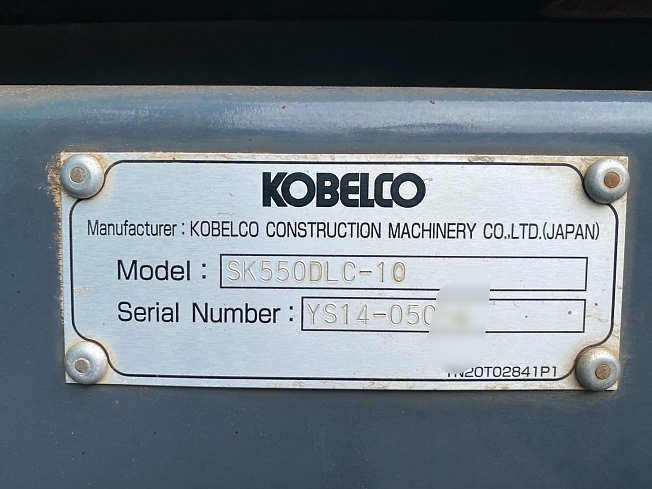 KOBELCO
Manufacturer : KOBELCO CONSTRUCTION MACHINERY CO.,LTD.(JAPAN)
Model : SK550DLC-10
Serial Number : YS14-050
YN20T02841P1